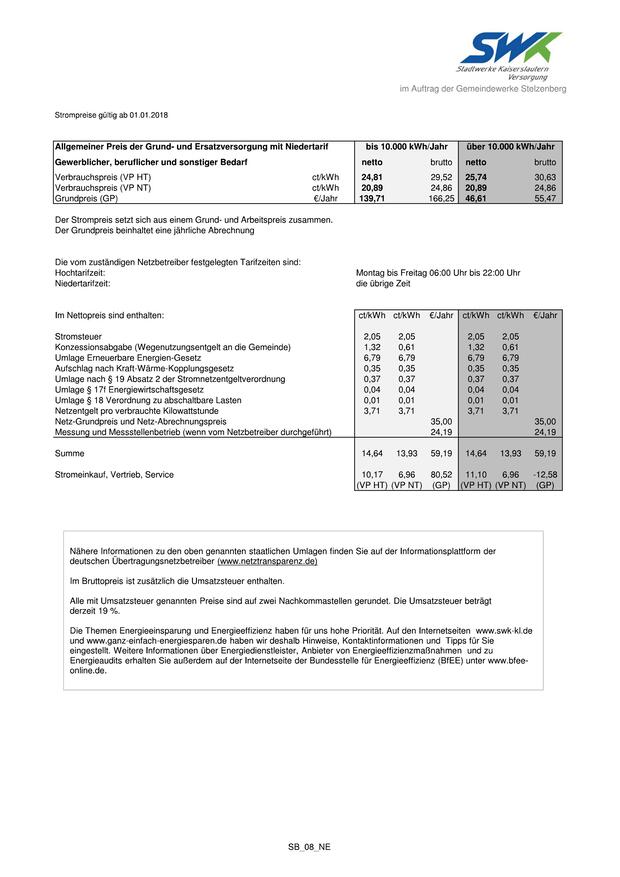 SWK
Stadtwerke Kaiserslautern
Versorgung
im Auftrag der Gemeindewerke Stelzenberg
Strompreise gültig ab 01.01.2018
Allgemeiner Preis der Grund- und Ersatzversorgung mit Niedertarif bis 10.000 kWh/Jahr über 10.000 kWh/Jahr
Gewerblicher, beruflicher und sonstiger Bedarf netto brutto netto brutto
Verbrauchspreis (VP HT) ct/kWh 24,81 29,52 25,74 30,63
Verbrauchspreis (VP NT) ct/kWh 20,89 24,86 20,89 24,86
Grundpreis (GP) €/Jahr 139,71 166,25 46,61 55,47
Der Strompreis setzt sich aus einem Grund- und Arbeitspreis zusammen.
Der Grundpreis beinhaltet eine jährliche Abrechnung
Die vom zuständigen Netzbetreiber festgelegten Tarifzeiten sind:
Hochtarifzeit: Montag bis Freitag 06:00 Uhr bis 22:00 Uhr
Niedertarifzeit: die übrige Zeit
Im Nettopreis sind enthalten: ct/kWh ct/kWh €/Jahr ct/kWh ct/kWh €/Jahr
Stromsteuer 2,05 2,05 2,05 2,05
Konzessionsabgabe (Wegenutzungsentgelt an die Gemeinde) 1,32 0,61 1,32 0,61
Umlage Erneuerbare Energien-Gesetz 6,79 6,79 6,79 6,79
Aufschlag nach Kraft-Wärme-Kopplungsgesetz 0,35 0,35 0,35 0,35
Umlage nach § 19 Absatz 2 der Stromnetzentgeltverordnung 0,37 0,37 0,37 0,37
Umlage § 17f Energiewirtschaftsgesetz 0,04 0,04 0,04 0,04
Umlage § 18 Verordnung zu abschaltbare Lasten 0,01 0,01 0,01 0,01
Netzentgelt pro verbrauchte Kilowattstunde 3,71 3,71 3,71 3,71
Netz-Grundpreis und Netz-Abrechnungspreis 35,00 35,00
Messung und Messstellenbetrieb (wenn vom Netzbetreiber durchgeführt) 24,19 24,19
Summe 14,64 13,93 59,19 14,64 13,93 59,19
Stromeinkauf, Vertrieb, Service 10,17 6,96 80,52 11,10 6,96 -12,58
(VP HT) (VP NT) (GP) (VP HT) (VP NT) (GP)
Nähere Informationen zu den oben genannten staatlichen Umlagen finden Sie auf der Informationsplattform der
deutschen Übertragungsnetzbetreiber (www.netztransparenz.de)
Im Bruttopreis ist zusätzlich die Umsatzsteuer enthalten.
Alle mit Umsatzsteuer genannten Preise sind auf zwei Nachkommastellen gerundet. Die Umsatzsteuer beträgt
derzeit 19 %.
Die Themen Energieeinsparung und Energieeffizienz haben für uns hohe Priorität. Auf den Internetseiten www.swk-kl.de
und www.ganz-einfach-energiesparen.de haben wir deshalb Hinweise, Kontaktinformationen und Tipps für Sie
eingestellt. Weitere Informationen über Energiedienstleister, Anbieter von Energieeffizienzmaßnahmen und zu
Energieaudits erhalten Sie außerdem auf der Internetseite der Bundesstelle für Energieeffizienz (BfEE) unter www.bfee-
online.de.
SB_08_NE